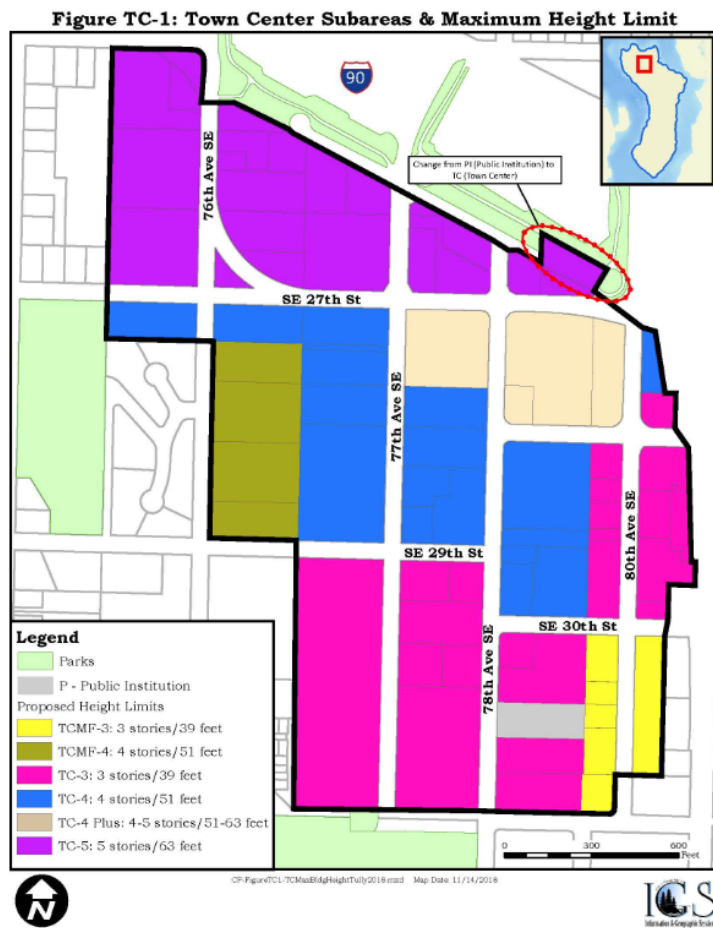 Figure TC-1: Town Center Subareas & Maximum Height Limit
90
Change from PI (Public Institution) to
TC (Town Center)
76th Ave SE
SE 27th St
77th Ave SE
80th Ave SE
SE 29th St
SE 30th St
78th Ave SE
Legend
Parks
P - Public Institution
Proposed Height Limits
TCMF-3: 3 stories/39 feet
TCMF-4: 4 stories/51 feet
TC-3: 3 stories/39 feet
TC-4: 4 stories/51 feet
TC-4 Plus: 4-5 stories/51-63 feet
TC-5: 5 stories/63 feet
0 300 600
Feet
Map Date: 11/14/2018
N
IGS
Information & Geographic Services